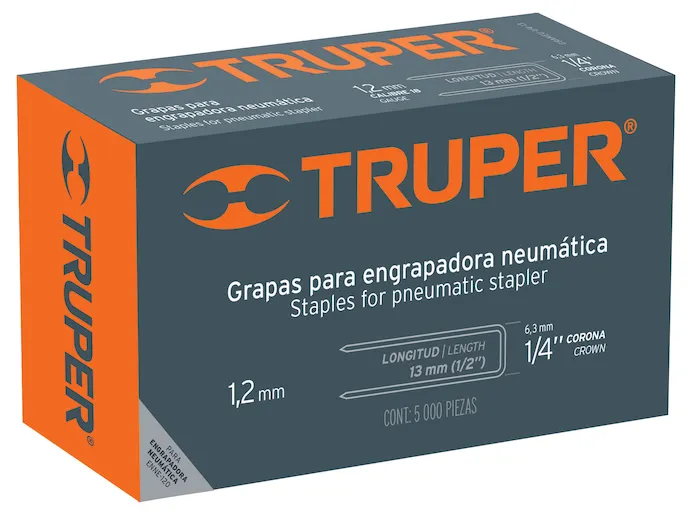 TRUPER®
Grapas para
engrapadora neumática
Staples for pneumatic stapler
1,2 mm
CALIBRE 18
GAUGE
LONGITUD | LENGTH
13 mm (1/2")
6,3 mm
1/4"
CORONA
CROWN
TRUPER®
Grapas para engrapadora neumática
Staples for pneumatic stapler
1,2 mm
LONGITUD | LENGTH
13 mm (1/2")
6,3 mm
1/4" CORONA
CROWN
CONT: 5 000 PIEZAS
TRUPER®
PARA
ENGRAPADORA
NEUMÁTICA
ENNE-120